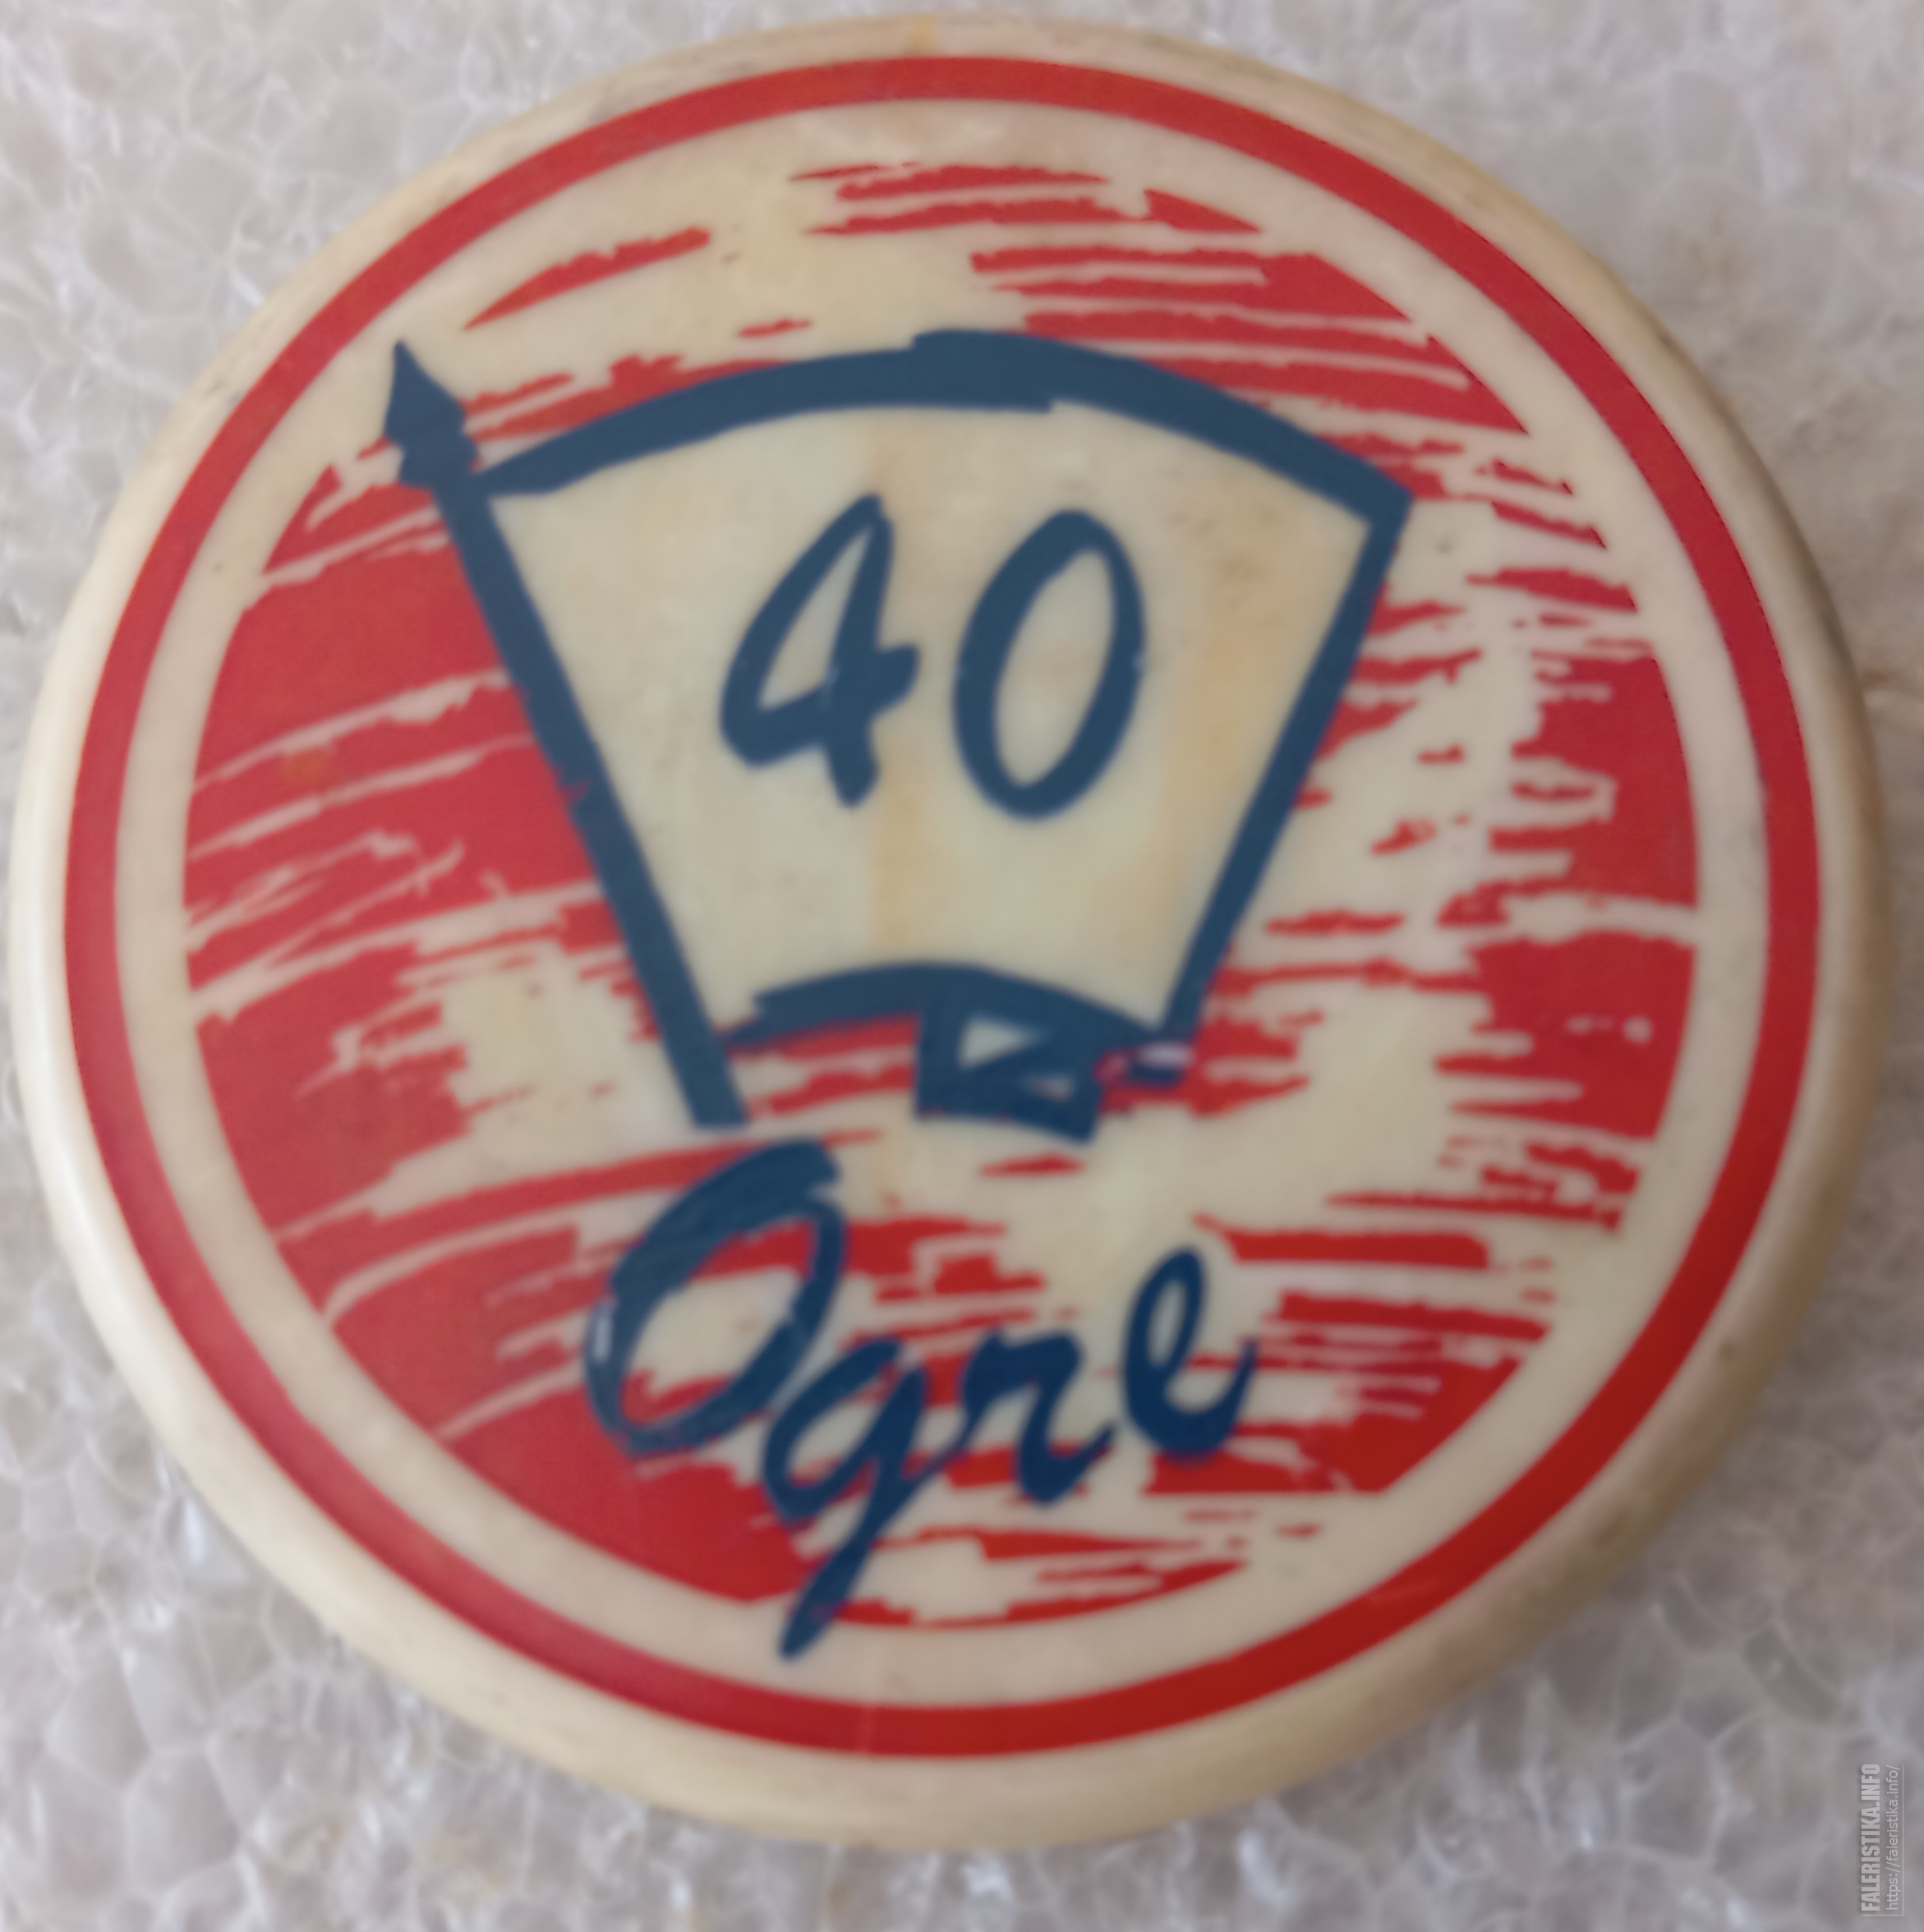 40
Ogre
FALERISTIKA.INFO
https://faleristika.info/